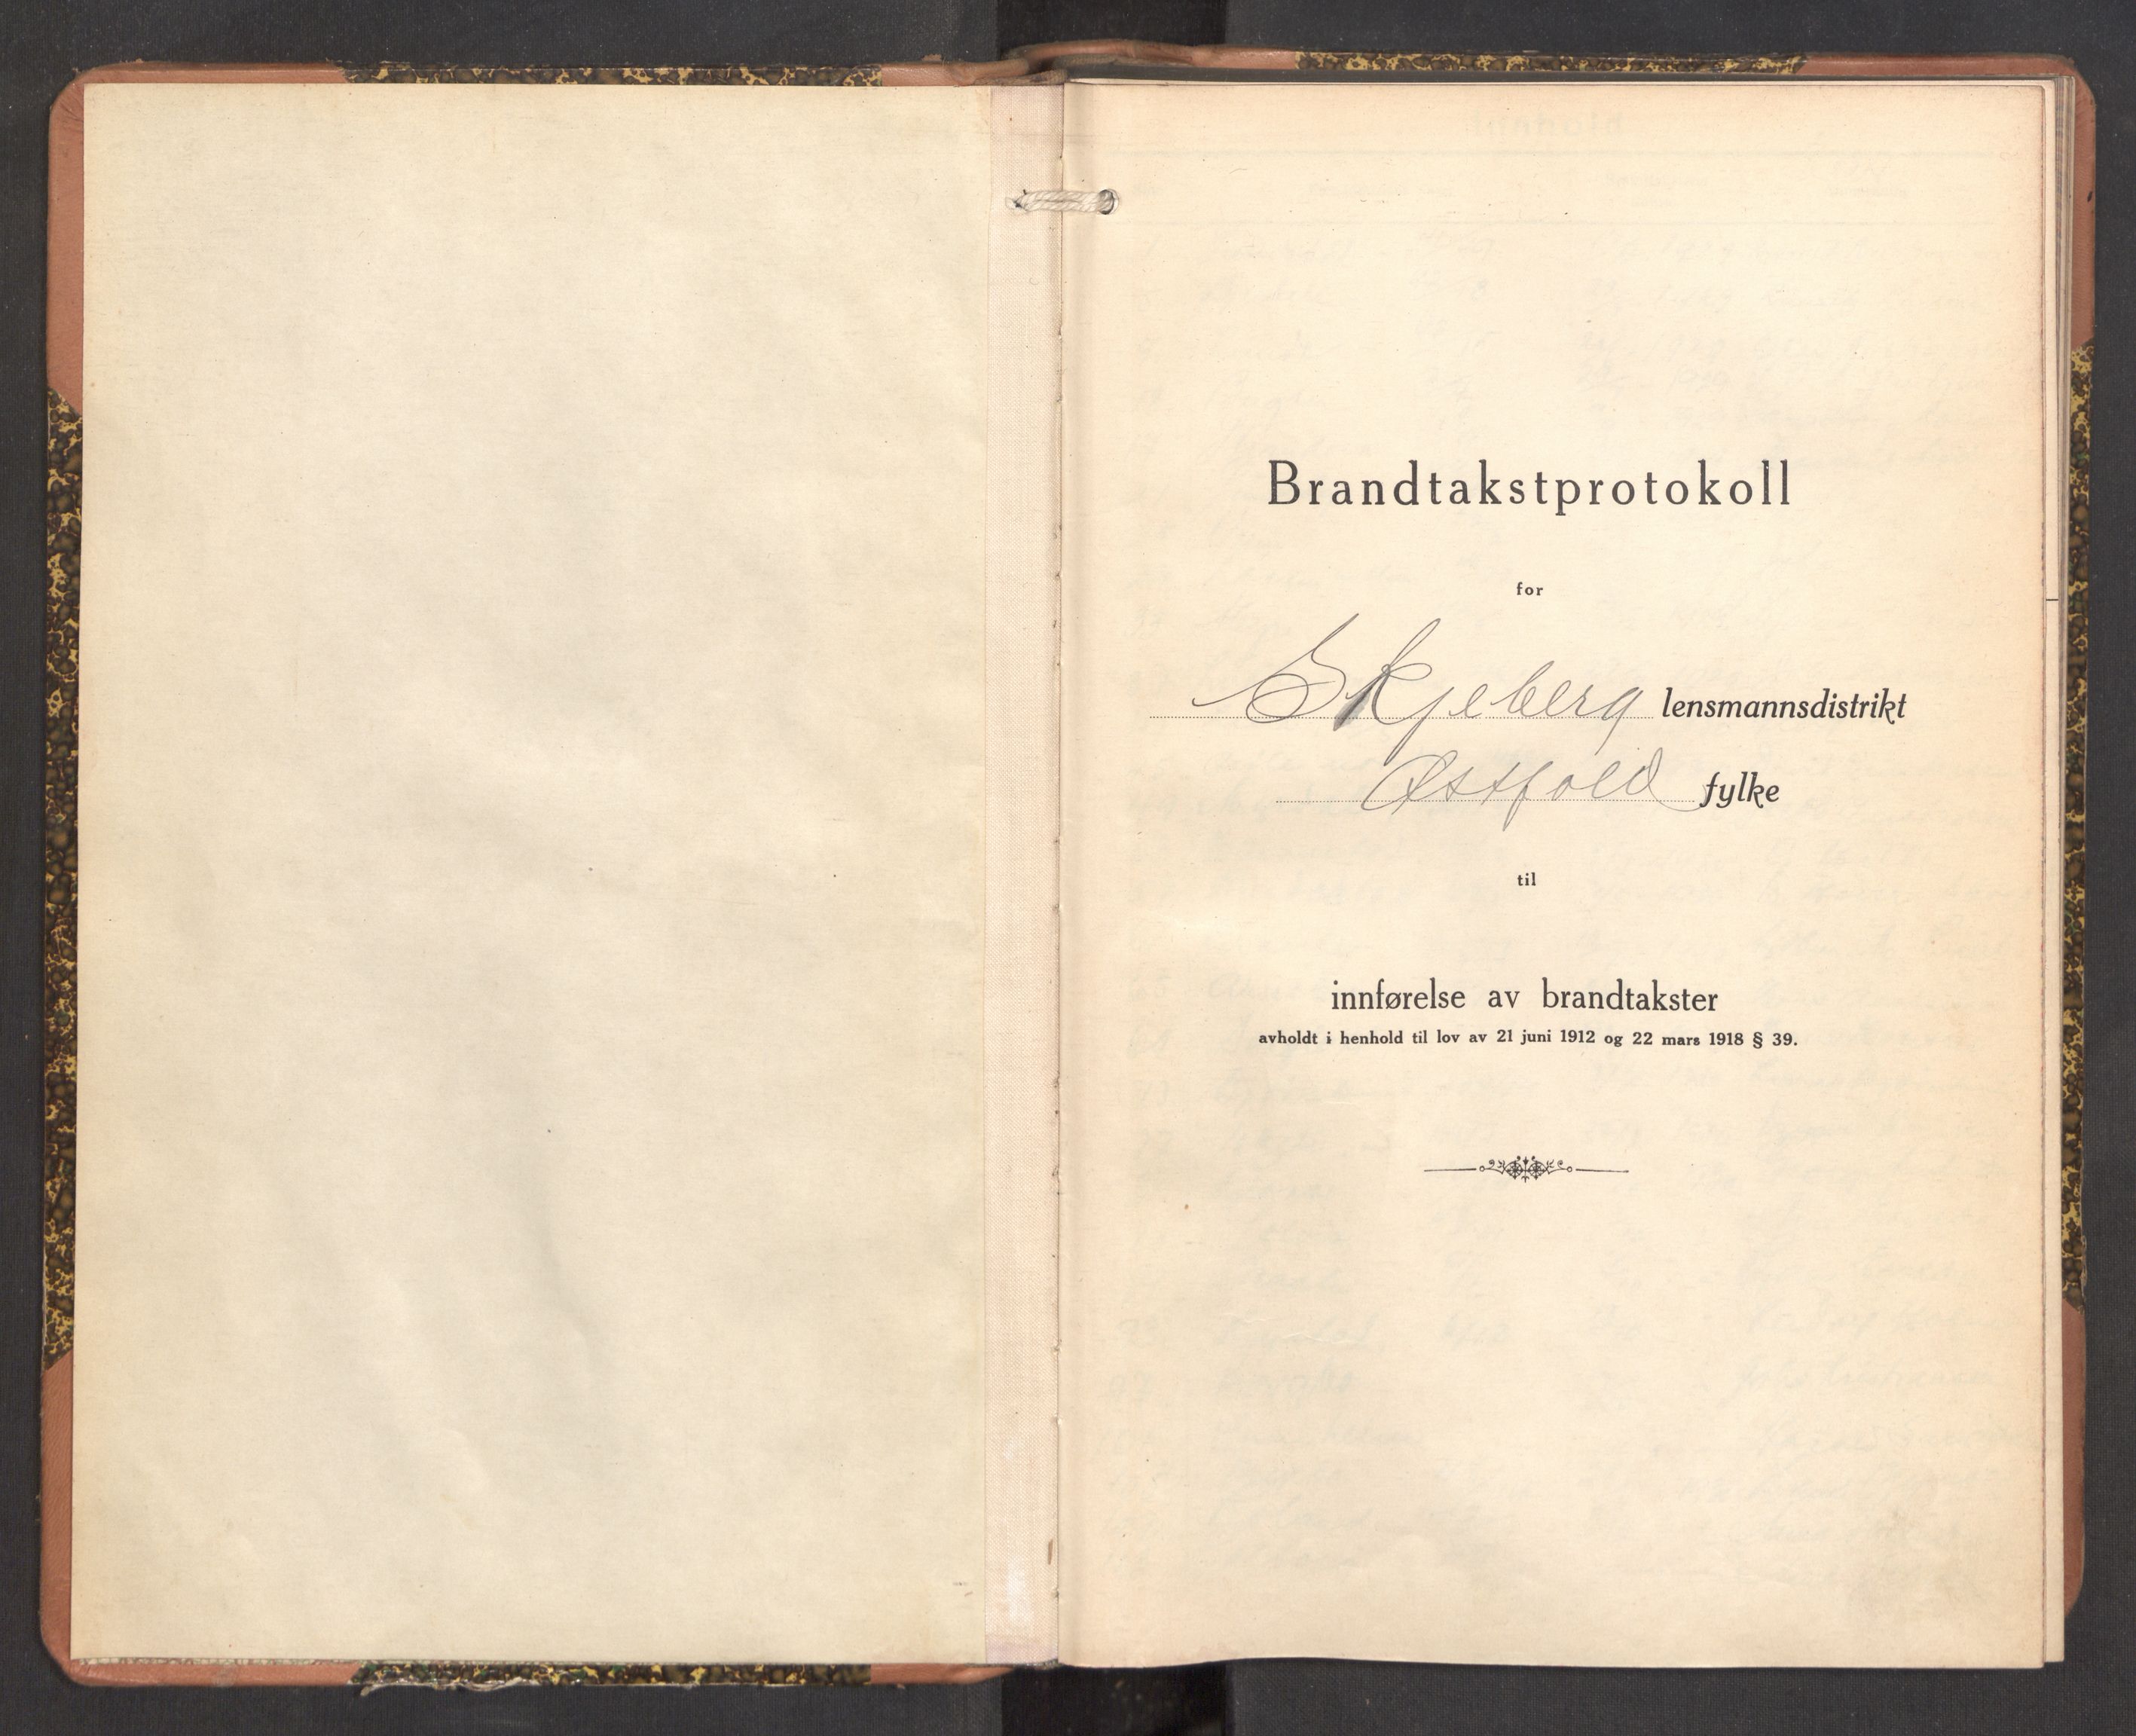 Brandtakstprotokoll
for
Skjeberg lensmannsdistrikt
Østfold fylke
til
innførelse av brandtakster
avholdt i henhold til lov av 21 juni 1912 og 22 mars 1918 § 39.